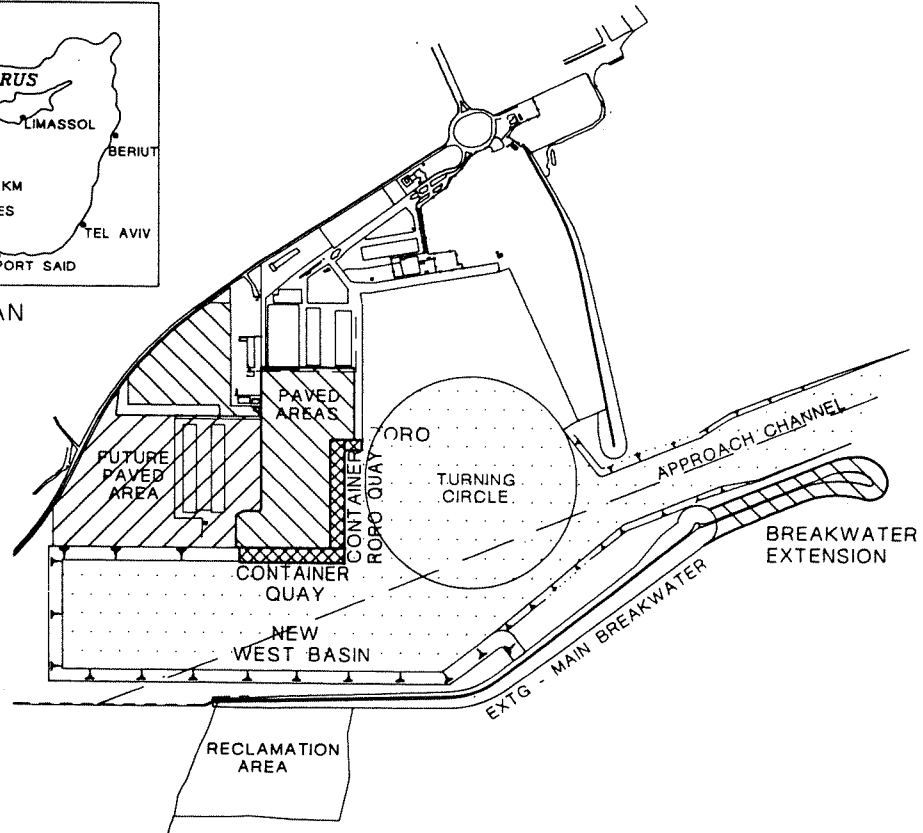 RUS
LIMASSOL
BERIUT
KM
ES
TEL AVIV
PORT SAID
AN
PAVED
AREAS
RORO
CONTAINER
RORO QUAY
FUTURE
PAVED
AREA
TURNING
CIRCLE
APPROACH CHANNEL
BREAKWATER
EXTENSION
CONTAINER
QUAY
NEW
WEST BASIN
EXTG - MAIN BREAKWATER
RECLAMATION
AREA